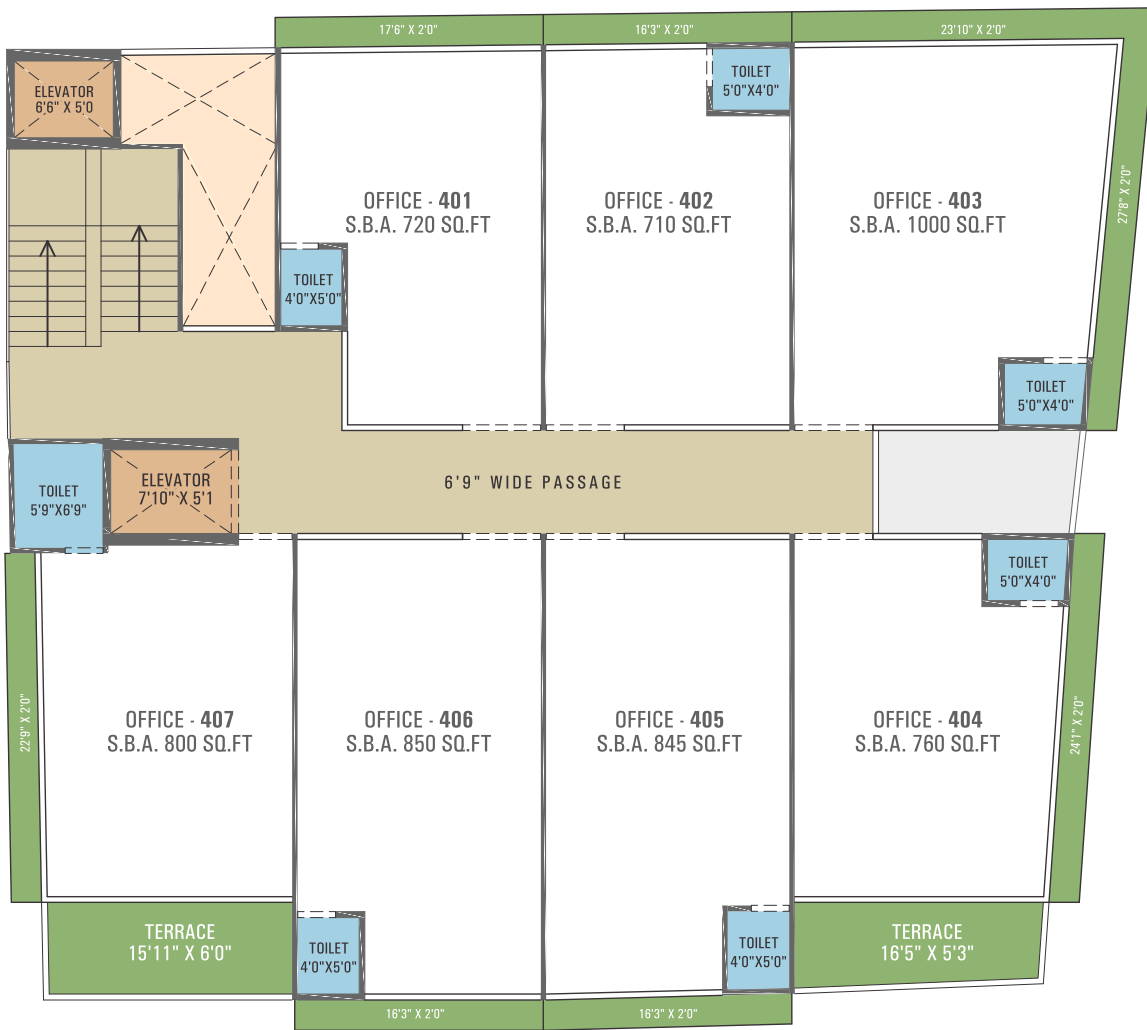 17'6" X 2'0"
16'3" X 2'0"
23'10" X 2'0"
ELEVATOR
6'6" X 5'0
TOILET
5'0"X4'0"
OFFICE - 401
S.B.A. 720 SQ.FT
OFFICE - 402
S.B.A. 710 SQ.FT
OFFICE - 403
S.B.A. 1000 SQ.FT
27'8" X 2'0"
TOILET
4'0"X5'0"
TOILET
5'0"X4'0"
TOILET
5'9"X6'9"
ELEVATOR
7'10" X 5'1
6'9" WIDE PASSAGE
TOILET
5'0"X4'0"
22'9" X 2'0"
OFFICE - 407
S.B.A. 800 SQ.FT
OFFICE - 406
S.B.A. 850 SQ.FT
OFFICE - 405
S.B.A. 845 SQ.FT
OFFICE - 404
S.B.A. 760 SQ.FT
24'1" X 2'0"
TERRACE
15'11" X 6'0"
TOILET
4'0"X5'0"
TOILET
4'0"X5'0"
TERRACE
16'5" X 5'3"
16'3" X 2'0"
16'3" X 2'0"